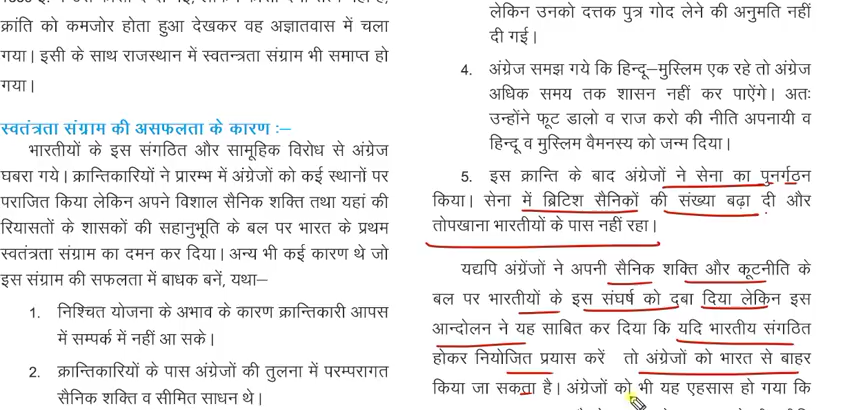 क्रांति को कमजोर होता हुआ देखकर वह अज्ञातवास में चला
गया। इसी के साथ राजस्थान में स्वतन्त्रता संग्राम भी समाप्त हो
गया।
स्वतंत्रता संग्राम की असफलता के कारण :–
भारतीयों के इस संगठित और सामूहिक विरोध से अंग्रेज
घबरा गये। क्रान्तिकारियों ने प्रारम्भ में अंग्रेजों को कई स्थानों पर
पराजित किया लेकिन अपने विशाल सैनिक शक्ति तथा यहां की
रियासतों के शासकों की सहानुभूति के बल पर भारत के प्रथम
स्वतंत्रता संग्राम का दमन कर दिया। अन्य भी कई कारण थे जो
इस संग्राम की सफलता में बाधक बनें, यथा–
1. निश्चित योजना के अभाव के कारण क्रान्तिकारी आपस
में सम्पर्क में नहीं आ सके।
2. क्रान्तिकारियों के पास अंग्रेजों की तुलना में परम्परागत
सैनिक शक्ति व सीमित साधन थे।
लेकिन उनको दत्तक पुत्र गोद लेने की अनुमति नहीं
दी गई।
4. अंग्रेज समझ गये कि हिन्दू–मुस्लिम एक रहे तो अंग्रेज
अधिक समय तक शासन नहीं कर पाऐंगे। अतः
उन्होंने फूट डालो व राज करो की नीति अपनायी व
हिन्दू व मुस्लिम वैमनस्य को जन्म दिया।
5. इस क्रान्ति के बाद अंग्रेजों ने सेना का पुनर्गठन
किया। सेना में ब्रिटिश सैनिकों की संख्या बढ़ा दी और
तोपखाना भारतीयों के पास नहीं रहा।
यद्यपि अंग्रेंजों ने अपनी सैनिक शक्ति और कूटनीति के
बल पर भारतीयों के इस संघर्ष को दबा दिया लेकिन इस
आन्दोलन ने यह साबित कर दिया कि यदि भारतीय संगठित
होकर नियोजित प्रयास करें तो अंग्रेजों को भारत से बाहर
किया जा सकता है। अंग्रेजों को भी यह एहसास हो गया कि